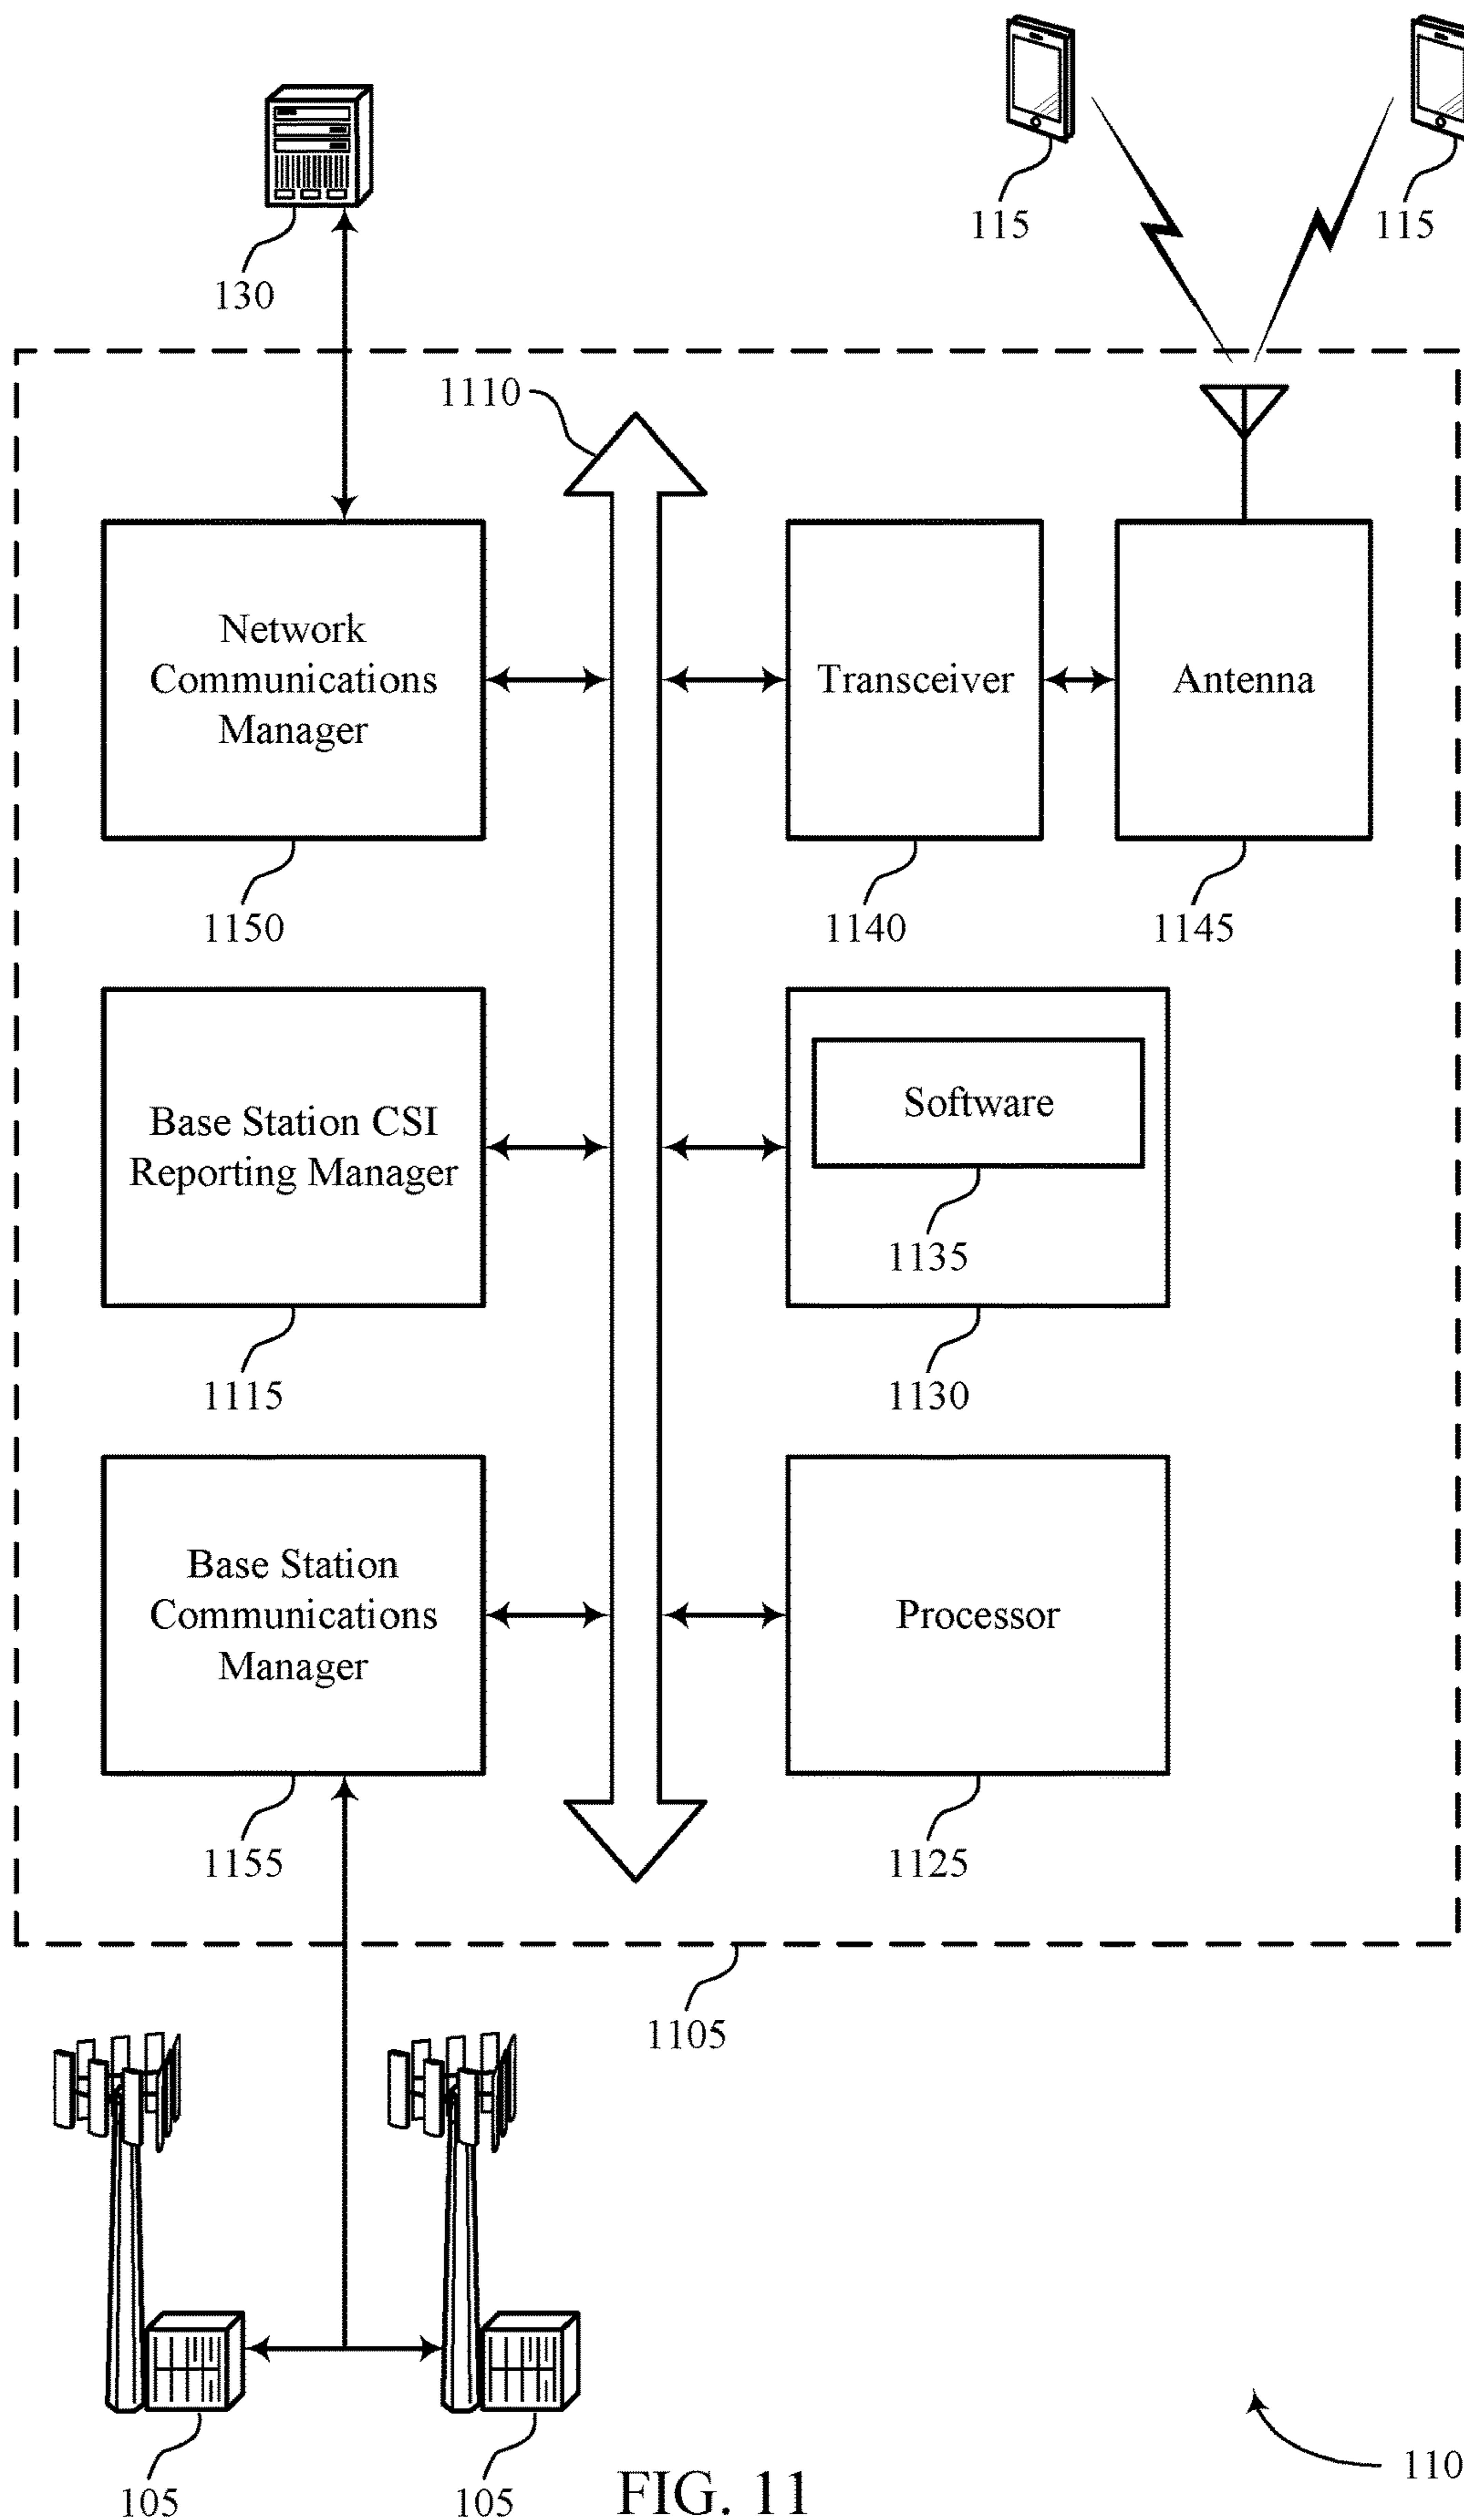 115
115
130
1110
Network
Communications
Manager
Transceiver
Antenna
1150
1140
1145
Base Station CSI
Reporting Manager
Software
1135
1115
1130
Base Station
Communications
Manager
Processor
1155
1125
1105
105
105
FIG. 11
110